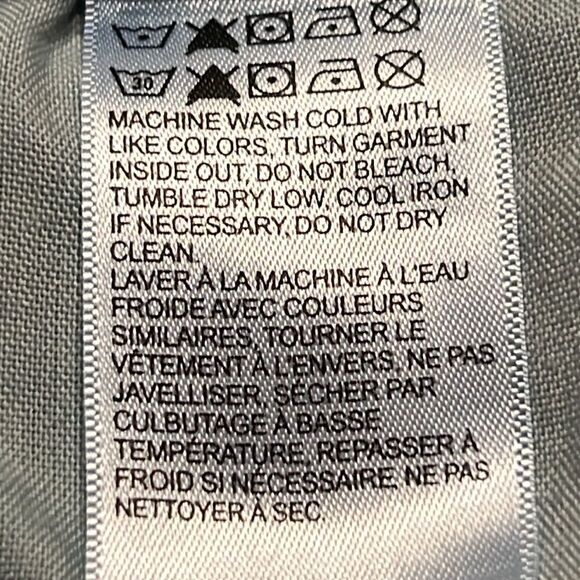 30
MACHINE WASH COLD WITH
LIKE COLORS, TURN GARMENT
INSIDE OUT, DO NOT BLEACH,
TUMBLE DRY LOW, COOL IRON
IF NECESSARY, DO NOT DRY
CLEAN.
LAVER À LA MACHINE À L'EAU
FROIDE AVEC COULEURS
SIMILAIRES, TOURNER LE
VÊTEMENT À L'ENVERS, NE PAS
JAVELLISER, SÉCHER PAR
CULBUTAGE À BASSE
TEMPÉRATURE, REPASSER À
FROID SI NÉCESSAIRE, NE PAS
NETTOYER À SEC.